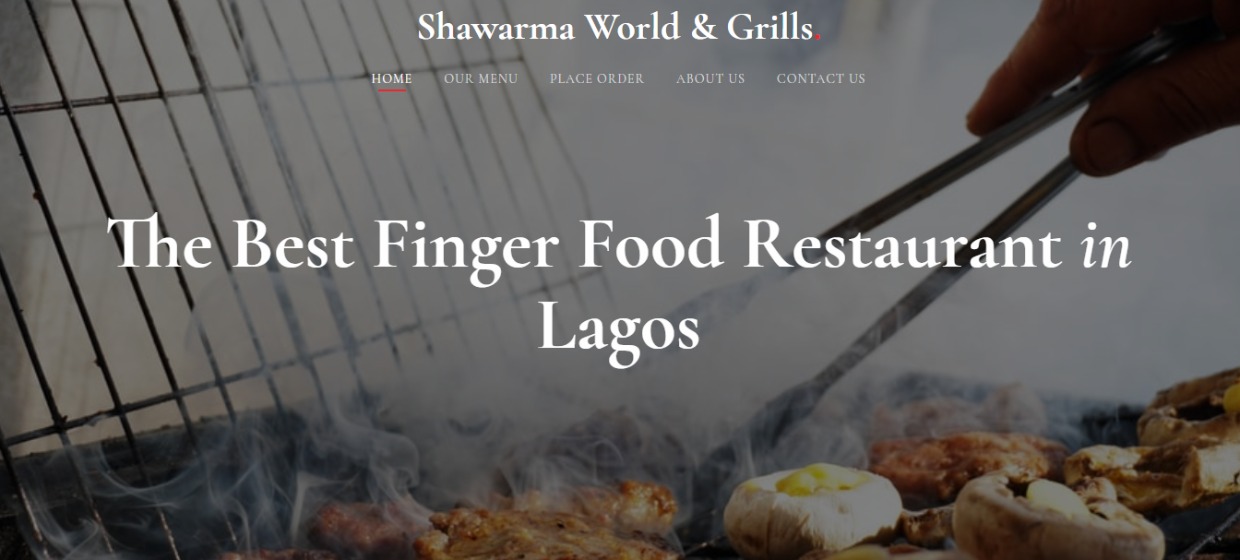 Shawarma World & Grills.
HOME OUR MENU PLACE ORDER ABOUT US CONTACT US
The Best Finger Food Restaurant in
Lagos